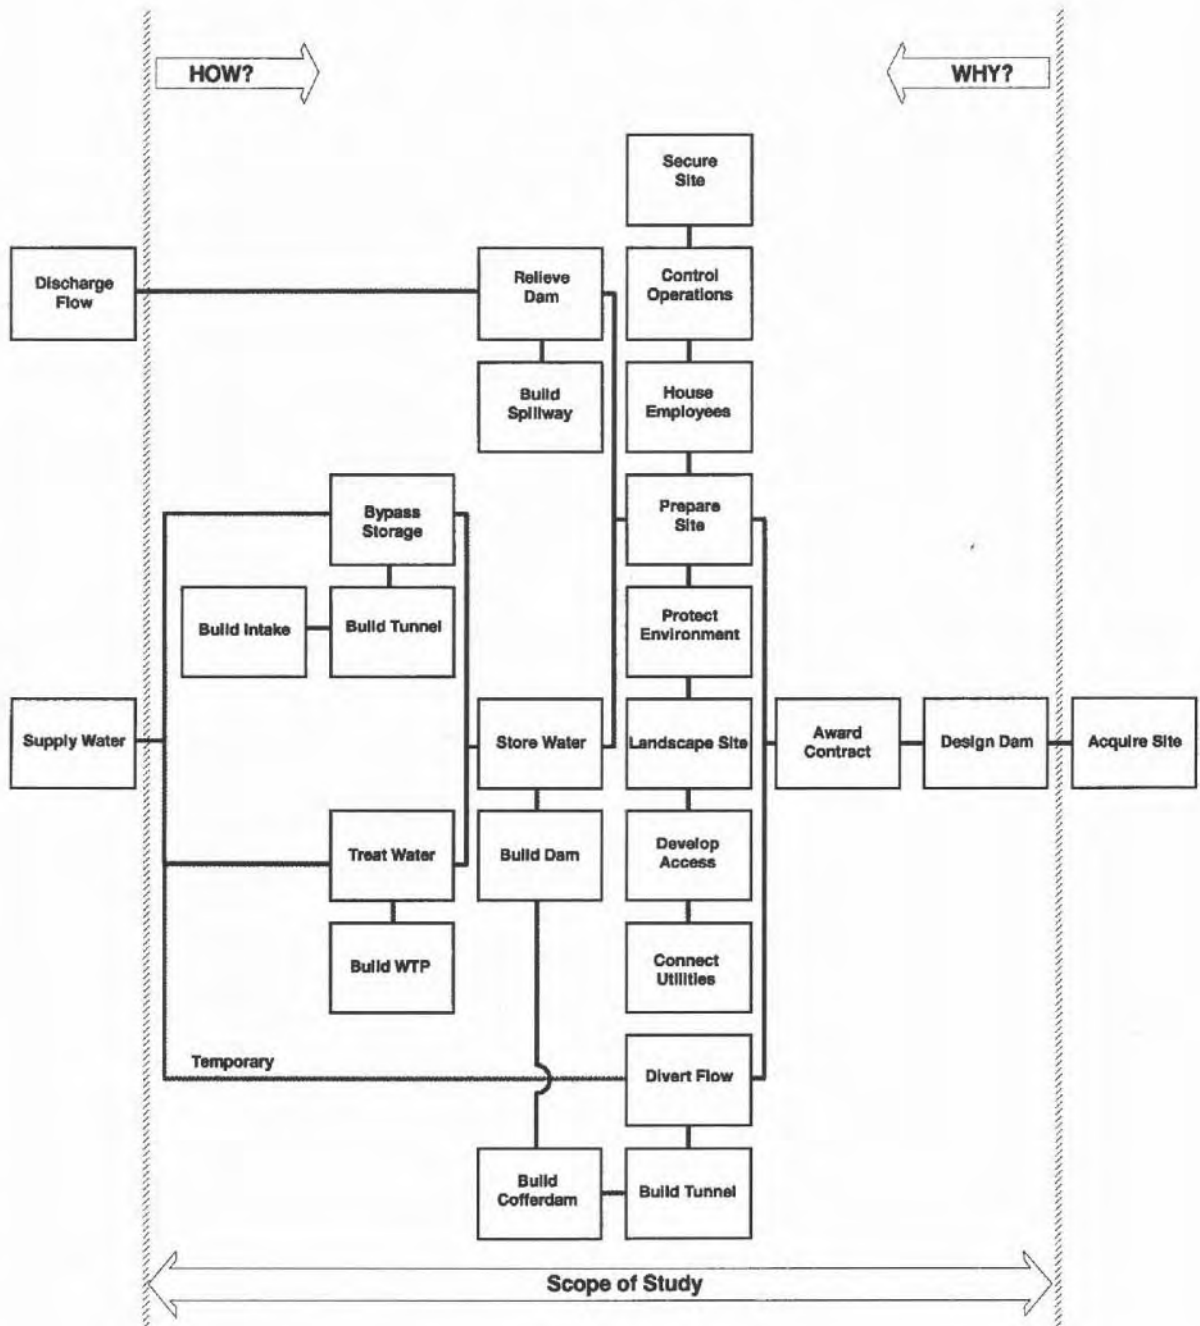 HOW?
WHY?
Secure
Site
Discharge
Flow
Relieve
Dam
Control
Operations
Build
Spillway
House
Employees
Bypass
Storage
Prepare
Site
Build Intake
Build Tunnel
Protect
Environment
Supply Water
Store Water
Landscape Site
Award
Contract
Design Dam
Acquire Site
Treat Water
Build Dam
Develop
Access
Build WTP
Connect
Utilities
Temporary
Divert Flow
Build
Cofferdam
Build Tunnel
Scope of Study